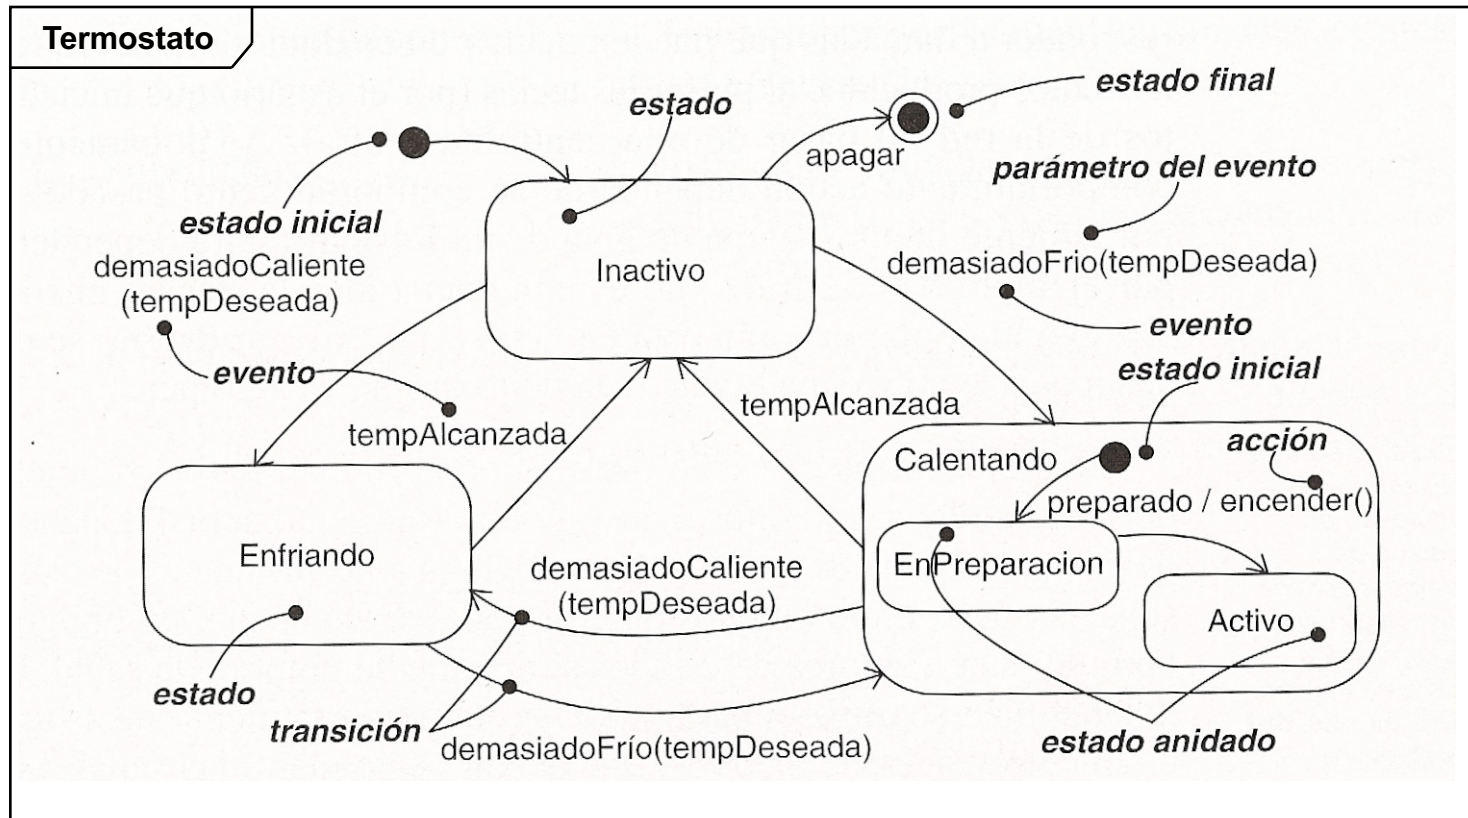 Termostato
estado final
estado
apagar
parámetro del evento
estado inicial
demasiadoCaliente
(tempDeseada)
Inactivo
demasiadoFrio(tempDeseada)
evento
estado inicial
evento
tempAlcanzada
tempAlcanzada
acción
Calentando
preparado / encender()
Enfriando
demasiadoCaliente
(tempDeseada)
EnPreparacion
Activo
estado
transición
demasiadoFrío(tempDeseada)
estado anidado